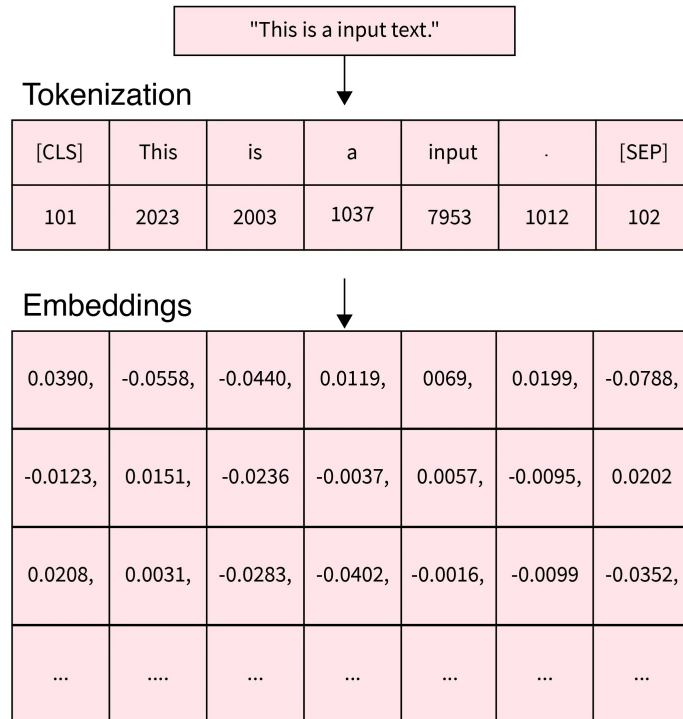 "This is a input text."
Tokenization
[CLS] This is a input . [SEP]
101 2023 2003 1037 7953 1012 102
Embeddings
0.0390, -0.0558, -0.0440, 0.0119, 0069, 0.0199, -0.0788,
-0.0123, 0.0151, -0.0236 -0.0037, 0.0057, -0.0095, 0.0202
0.0208, 0.0031, -0.0283, -0.0402, -0.0016, -0.0099 -0.0352,
... .... ... ... ... ... ...